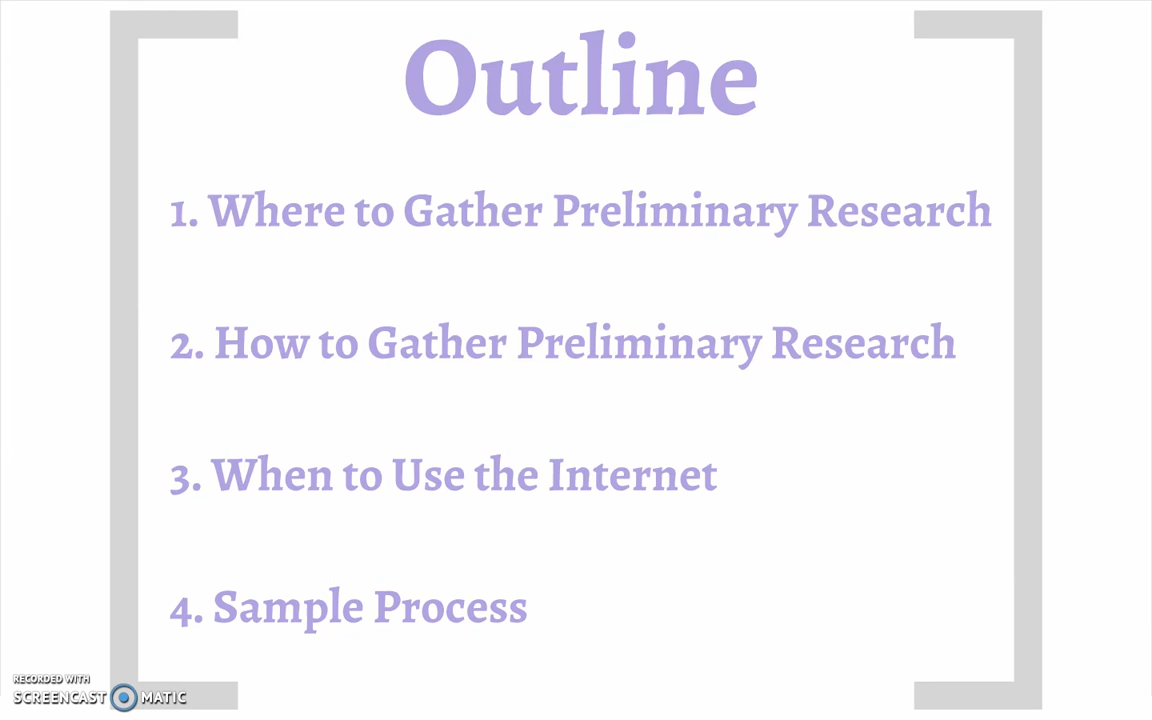 Outline
1. Where to Gather Preliminary Research
2. How to Gather Preliminary Research
3. When to Use the Internet
4. Sample Process
RECORDED WITH
SCREENCAST MATIC